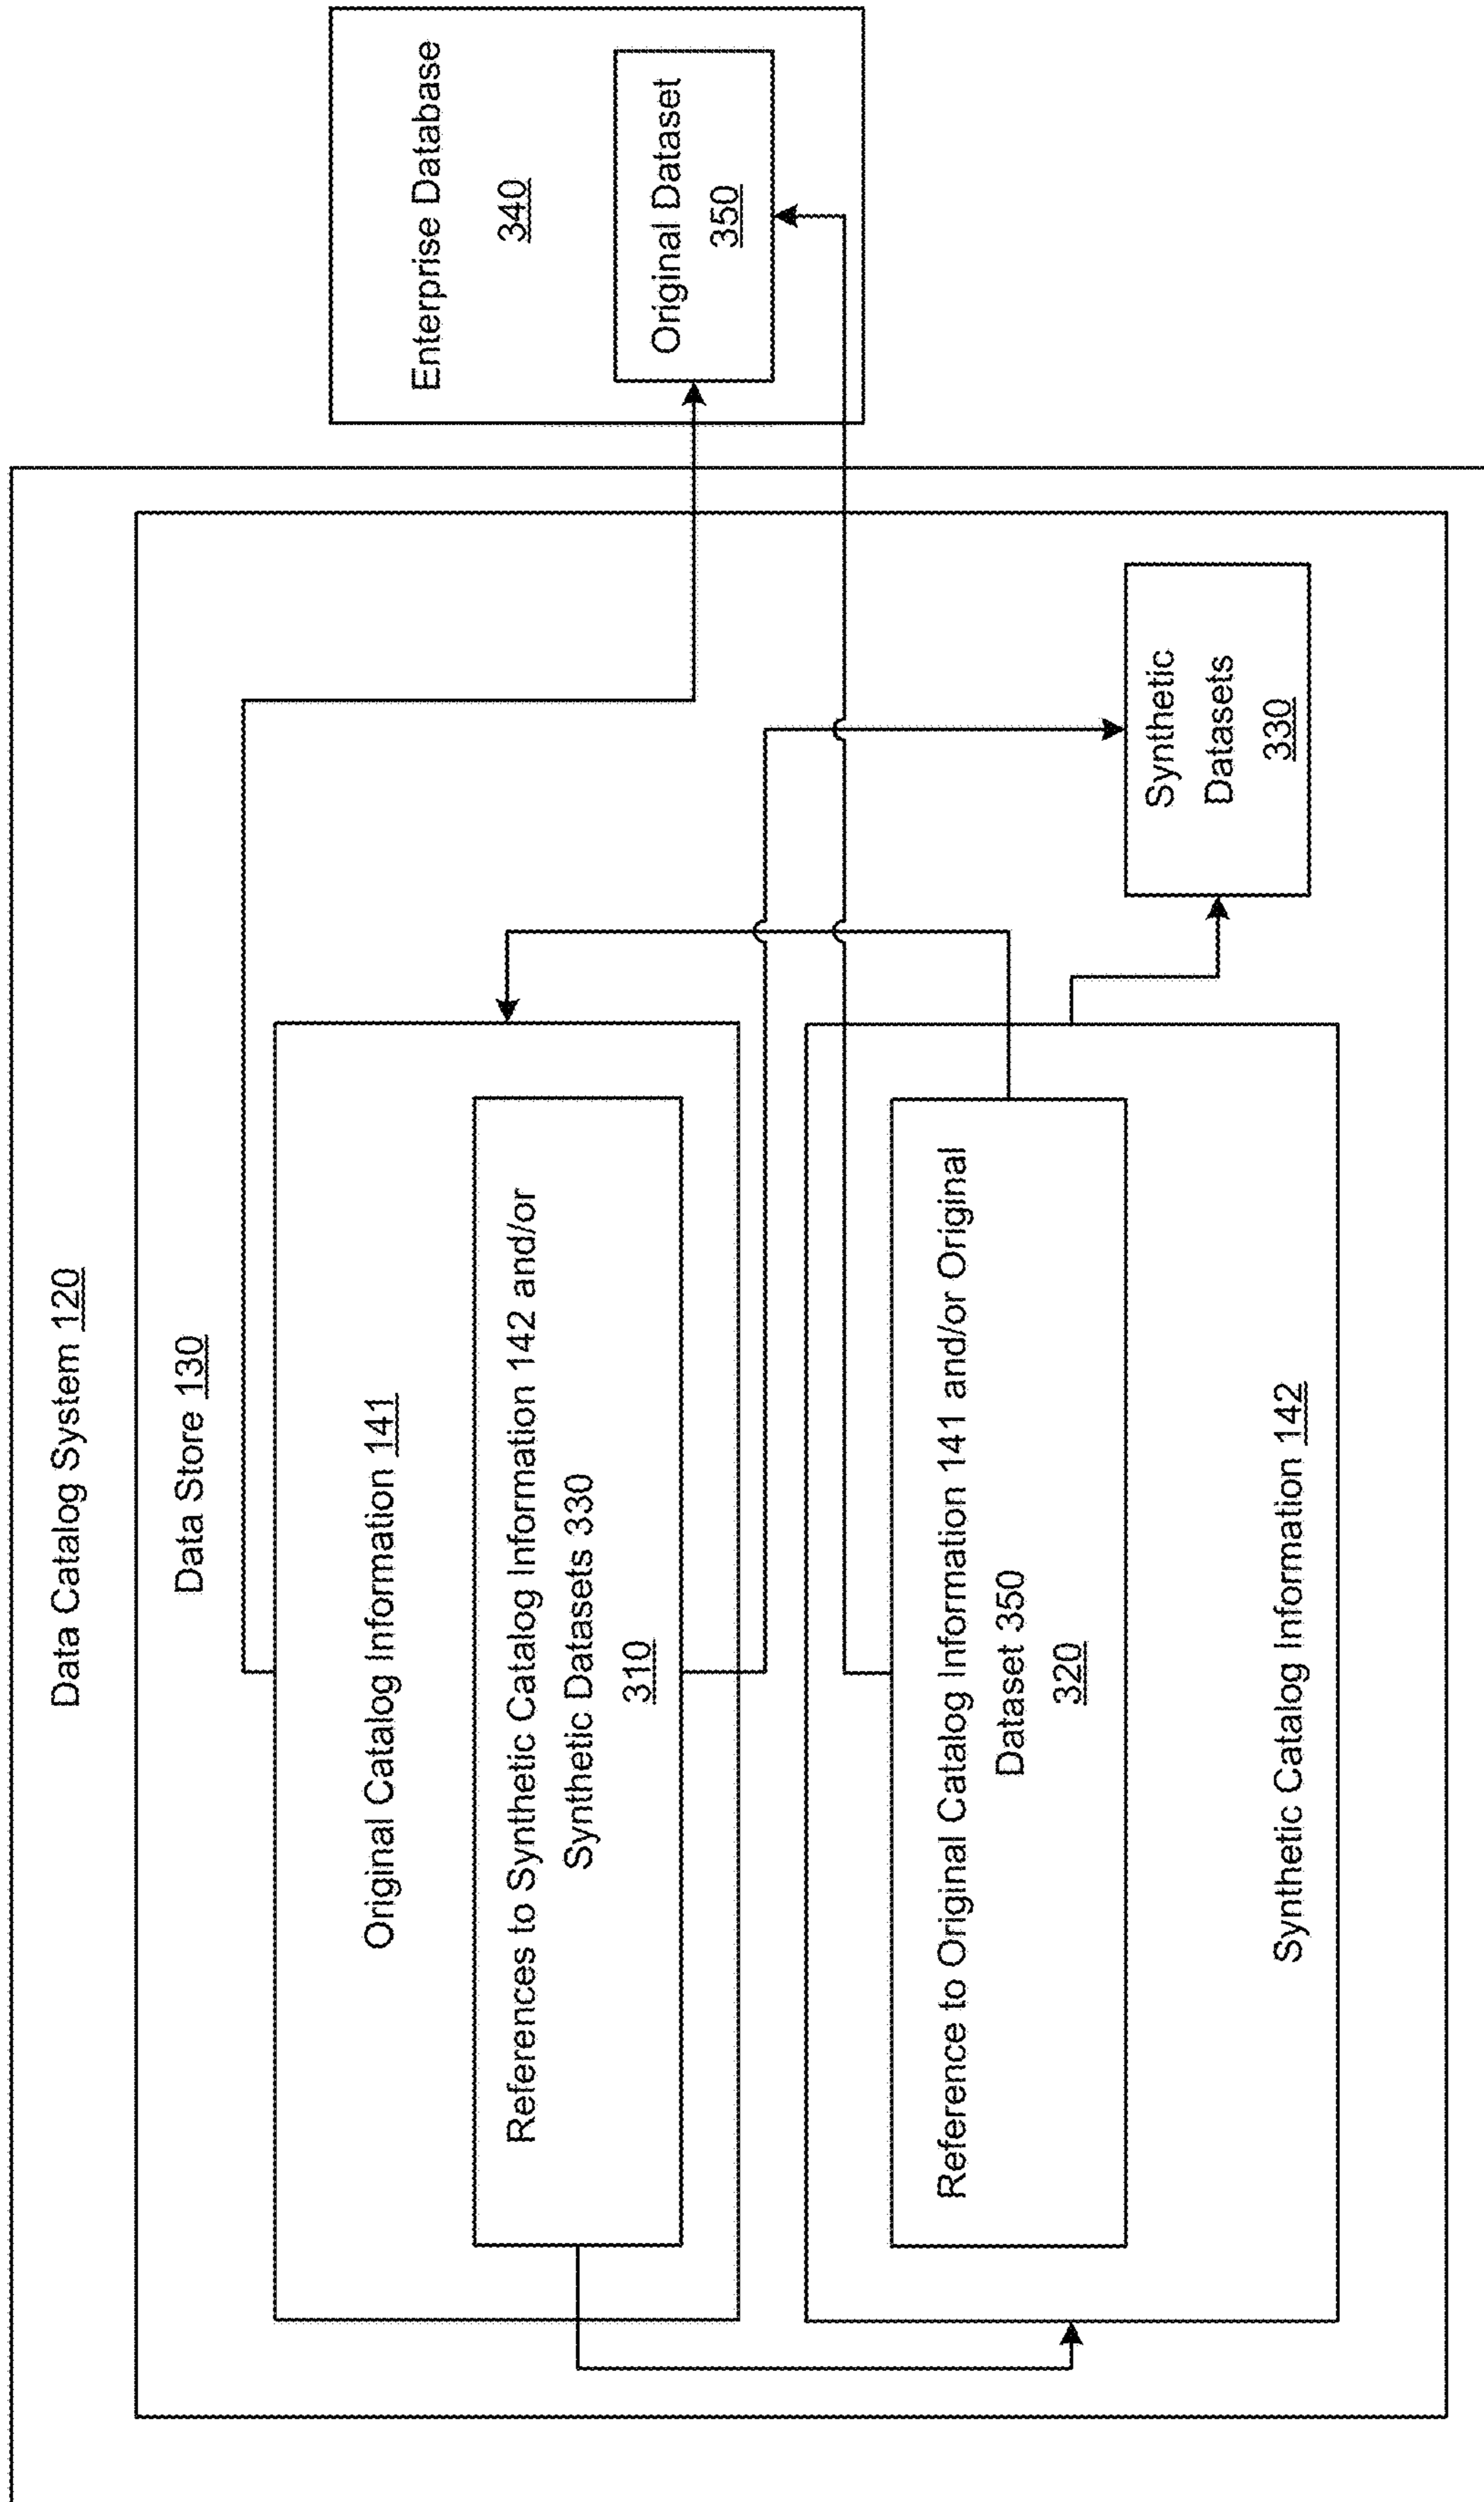 Data Catalog System 120
Data Store 130
Original Catalog Information 141
References to Synthetic Catalog Information 142 and/or
Synthetic Datasets 330
310
Reference to Original Catalog Information 141 and/or Original
Dataset 350
320
Synthetic Catalog Information 142
Synthetic
Datasets
330
Enterprise Database
340
Original Dataset
350